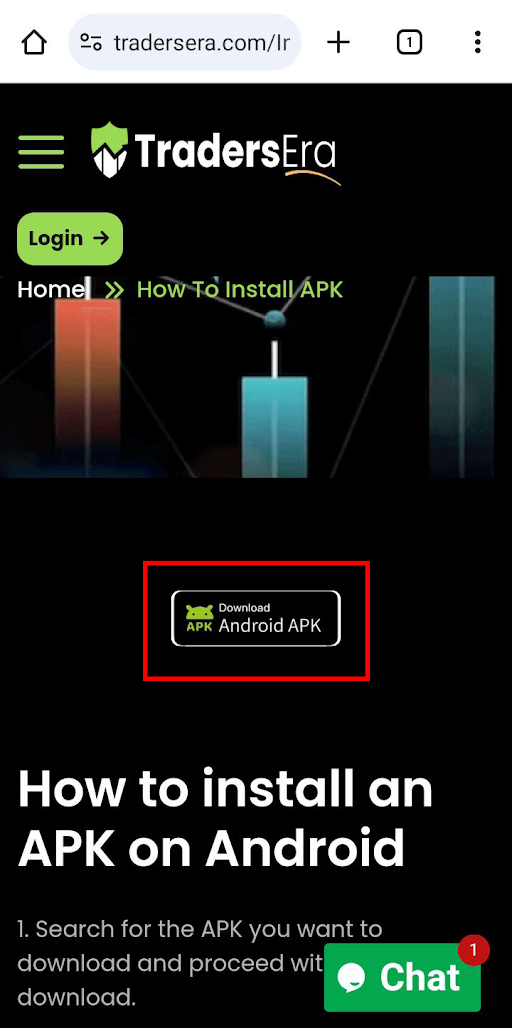 1
tradersera.com/Ir
TradersEra
Login →
Home » How To Install APK
Download
APK Android APK
How to install an
APK on Android
1. Search for the APK you want to
download and proceed wit
download.
1
Chat